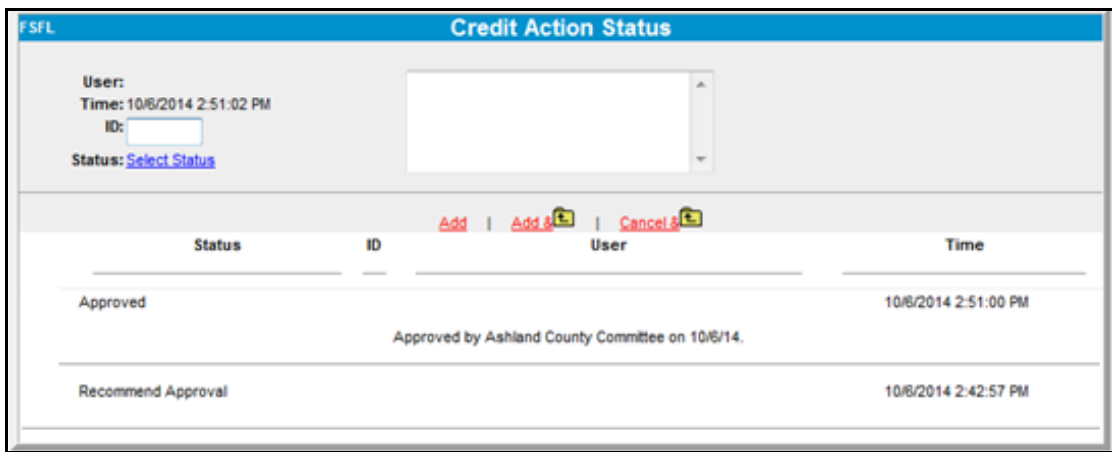 FSFL Credit Action Status
User:
Time: 10/6/2014 2:51:02 PM
ID:
Status: Select Status
Add | Add & | Cancel &
Status ID User Time
Approved 10/6/2014 2:51:00 PM
Approved by Ashland County Committee on 10/6/14.
Recommend Approval 10/6/2014 2:42:57 PM